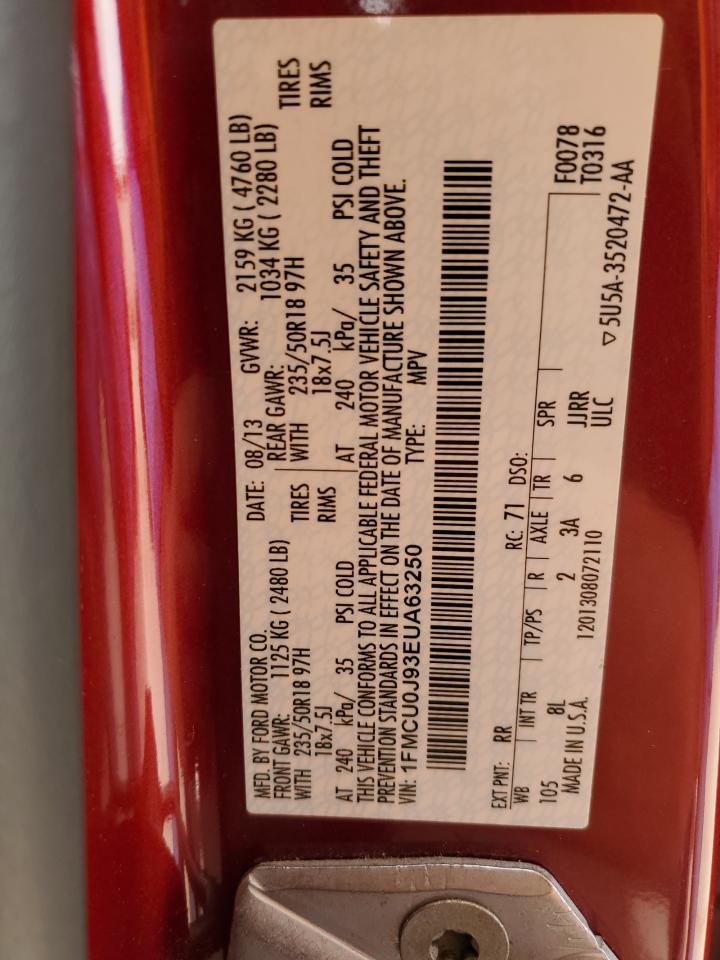 MFD. BY FORD MOTOR CO. DATE: 08/13 GVWR: 2159 KG ( 4760 LB)
FRONT GAWR: 1125 KG ( 2480 LB) REAR GAWR: 1034 KG ( 2280 LB)
WITH 235/50R18 97H TIRES WITH 235/50R18 97H TIRES
18x7.5J RIMS 18x7.5J RIMS
AT 240 kPa/ 35 PSI COLD AT 240 kPa/ 35 PSI COLD
THIS VEHICLE CONFORMS TO ALL APPLICABLE FEDERAL MOTOR VEHICLE SAFETY AND THEFT
PREVENTION STANDARDS IN EFFECT ON THE DATE OF MANUFACTURE SHOWN ABOVE.
VIN: 1FMCU0J93EUA63250 TYPE: MPV
EXT PNT: RR RC: 71 DSO:
WB INT TR TP/PS R AXLE TR SPR F0078
105 8L 2 3A 6 JJRR T0316
MADE IN U.S.A. 1201308072110 ULC ▽5U5A-3520472-AA